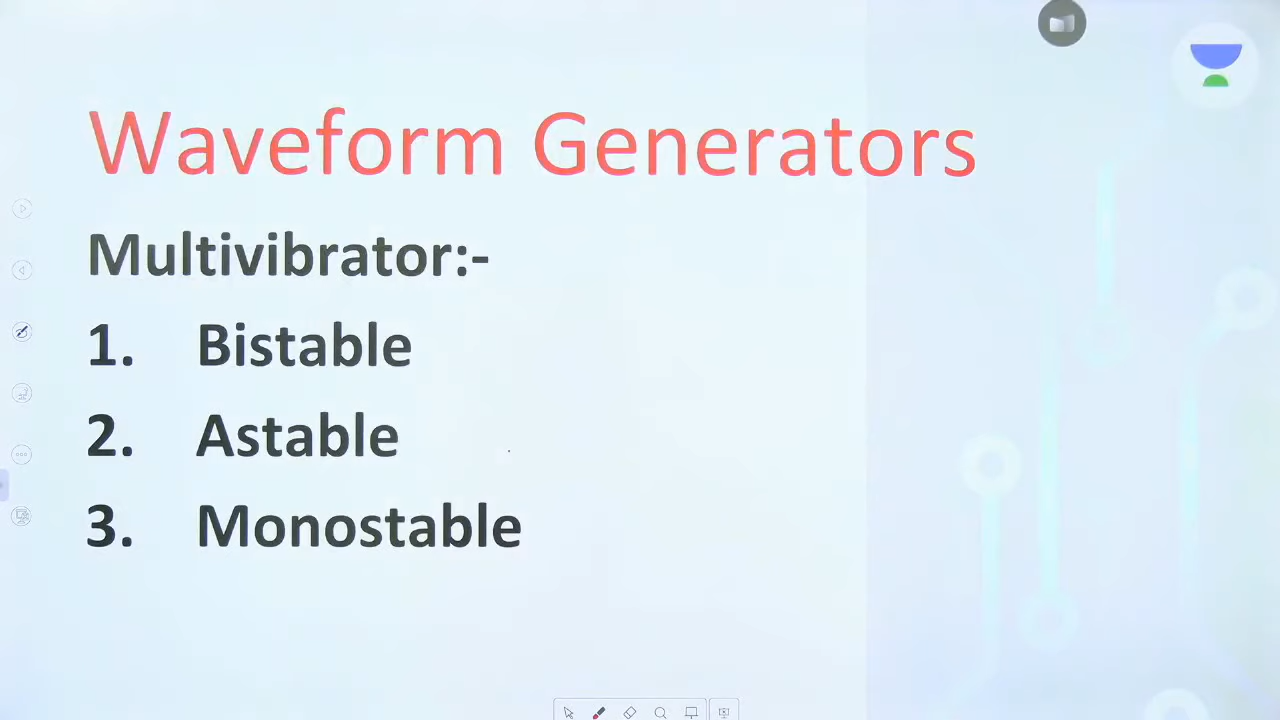 Waveform Generators
Multivibrator:-
1. Bistable
2. Astable
3. Monostable